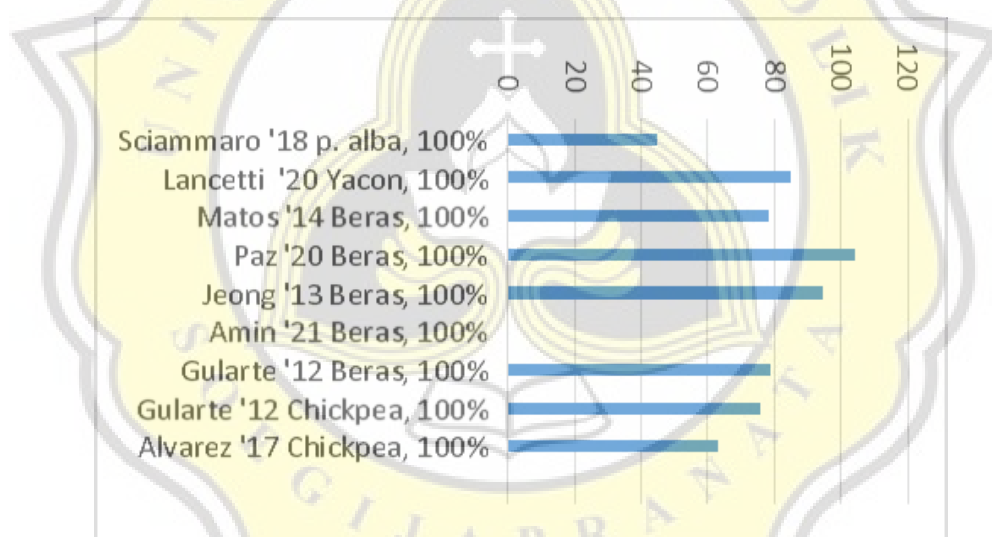 0 20 40 60 80 100 120
Sciammaro '18 p. alba, 100%
Lancetti '20 Yacon, 100%
Matos '14 Beras, 100%
Paz '20 Beras, 100%
Jeong '13 Beras, 100%
Amin '21 Beras, 100%
Gularte '12 Beras, 100%
Gularte '12 Chickpea, 100%
Alvarez '17 Chickpea, 100%